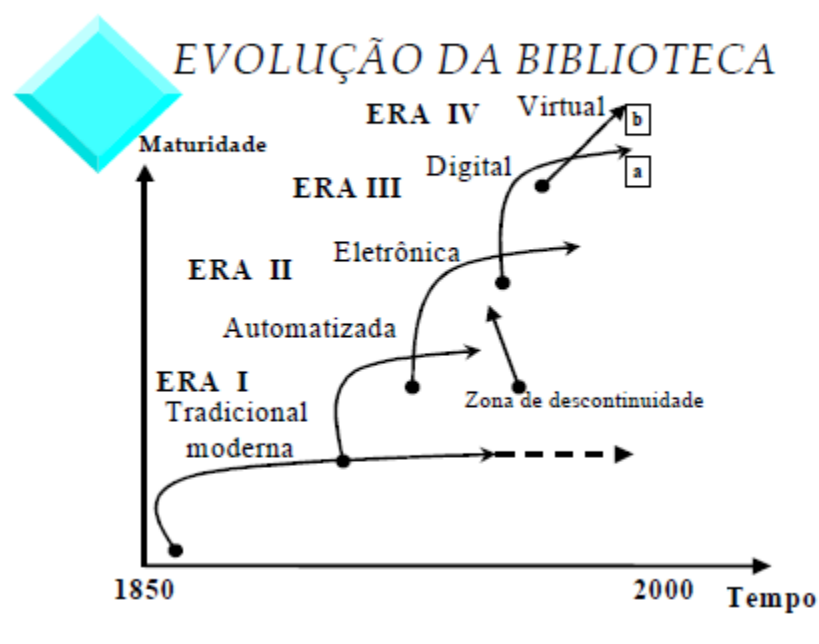 EVOLUÇÃO DA BIBLIOTECA
ERA IV
Virtual
b
Maturidade
Digital
a
ERA III
Eletrônica
ERA II
Automatizada
ERA I
Zona de descontinuidade
Tradicional
moderna
1850
2000
Tempo